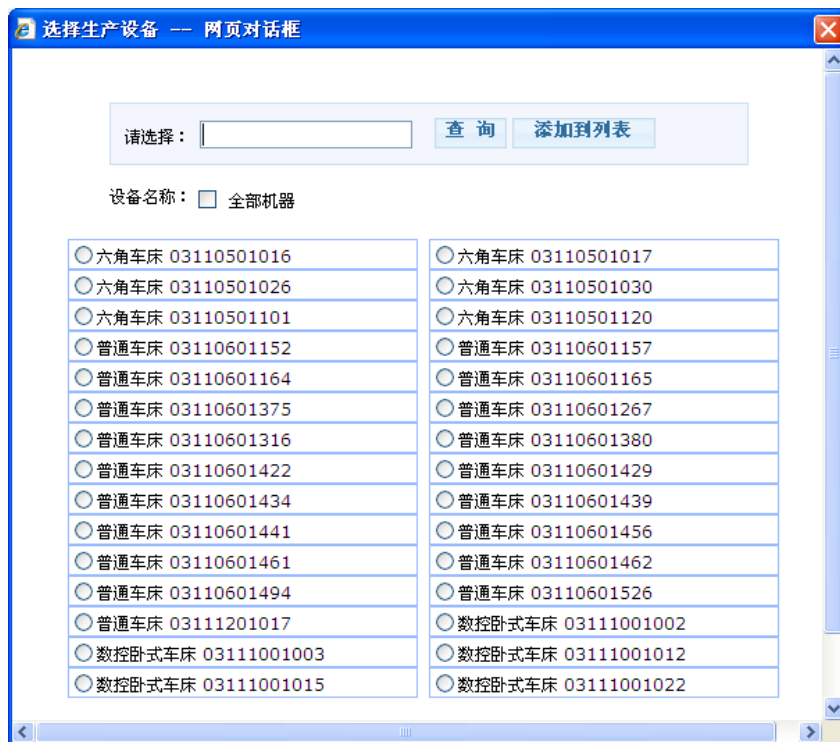 选择生产设备 -- 网页对话框
请选择： 查 询 添加到列表
设备名称： 全部机器
六角车床 03110501016 六角车床 03110501017
六角车床 03110501026 六角车床 03110501030
六角车床 03110501101 六角车床 03110501120
普通车床 03110601152 普通车床 03110601157
普通车床 03110601164 普通车床 03110601165
普通车床 03110601375 普通车床 03110601267
普通车床 03110601316 普通车床 03110601380
普通车床 03110601422 普通车床 03110601429
普通车床 03110601434 普通车床 03110601439
普通车床 03110601441 普通车床 03110601456
普通车床 03110601461 普通车床 03110601462
普通车床 03110601494 普通车床 03110601526
普通车床 03111201017 数控卧式车床 03111001002
数控卧式车床 03111001003 数控卧式车床 03111001012
数控卧式车床 03111001015 数控卧式车床 03111001022